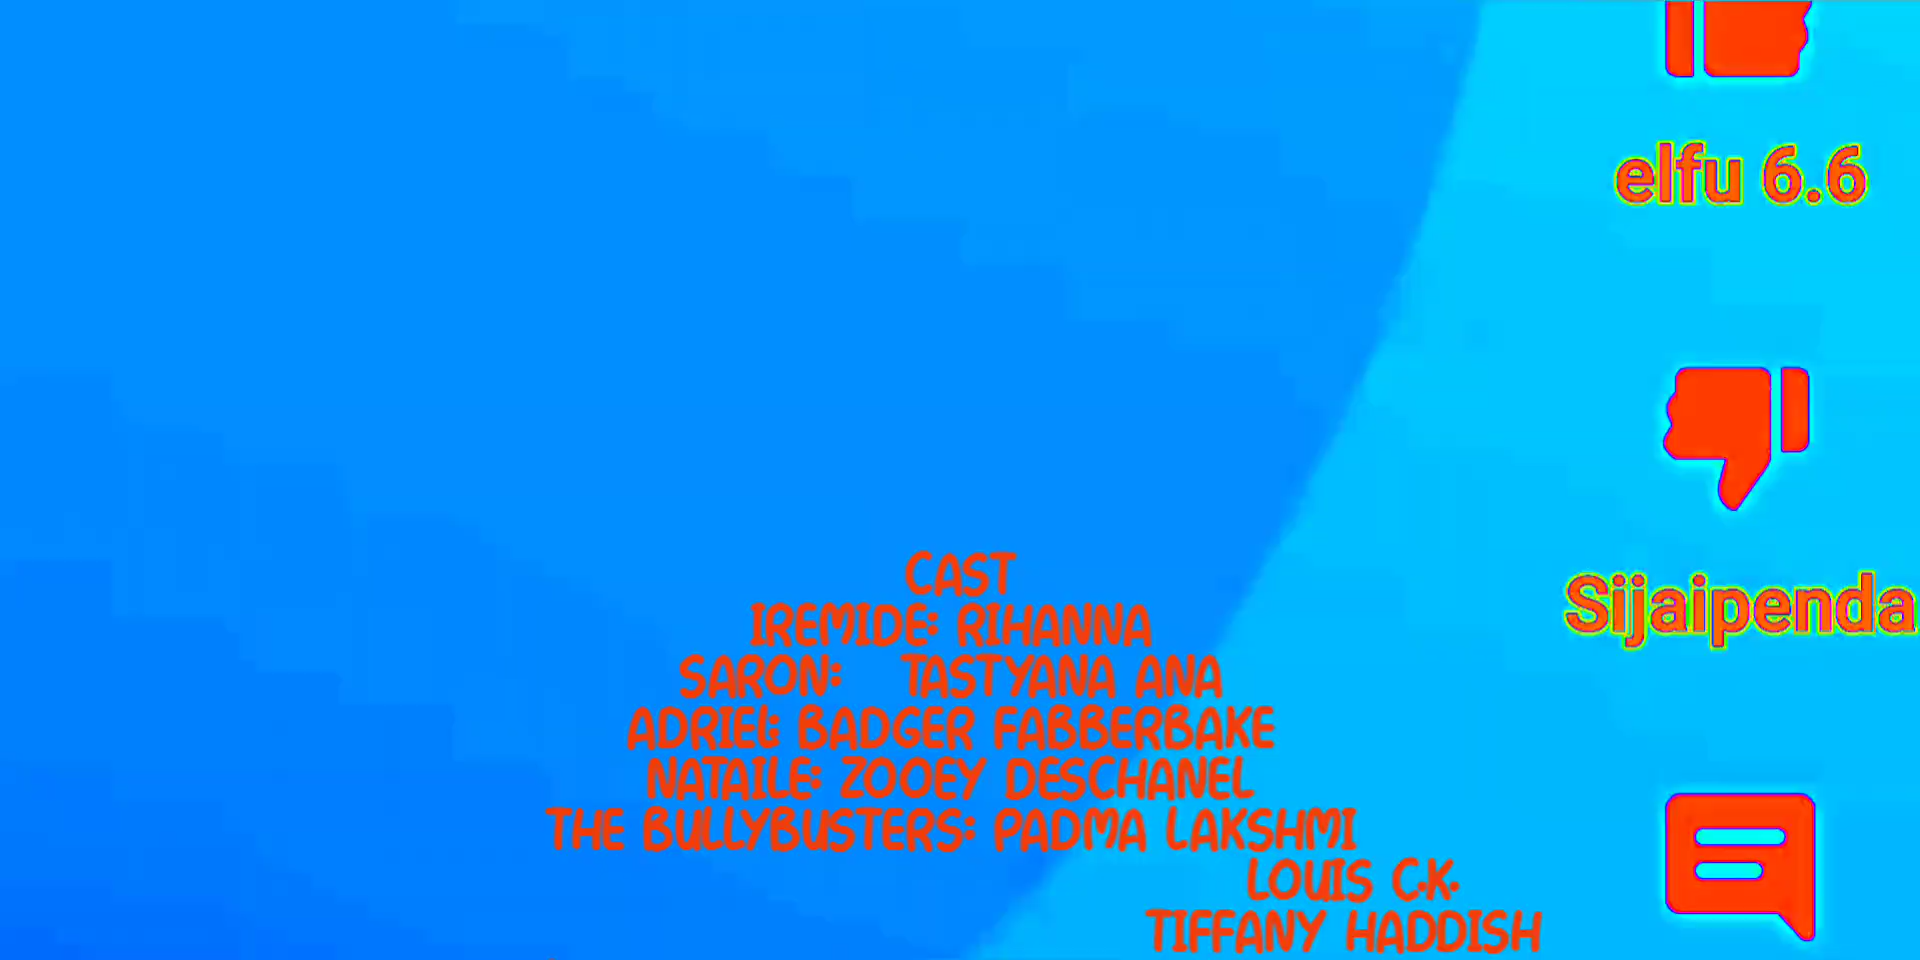 elfu 6.6
Sijaipenda
CAST
IREMIDE: RIHANNA
SARON: TASTYANA ANA
ADRIEL: BADGER FABBERBAKE
NATAILE: ZOOEY DESCHANEL
THE BULLYBUSTERS: PADMA LAKSHMI
LOUIS C.K.
TIFFANY HADDISH